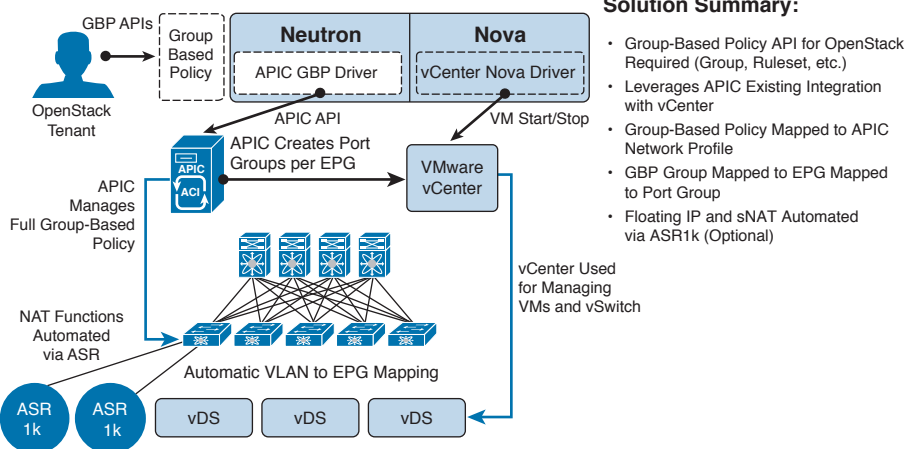 Solution Summary:
GBP APIs
Group
Based
Policy
Neutron
Nova
APIC GBP Driver
vCenter Nova Driver
OpenStack
Tenant
APIC API
VM Start/Stop
APIC Creates Port
Groups per EPG
APIC
ACI
VMware
vCenter
APIC
Manages
Full Group-Based
Policy
vCenter Used
for Managing
VMs and vSwitch
NAT Functions
Automated
via ASR
Automatic VLAN to EPG Mapping
ASR
1k
ASR
1k
vDS
vDS
vDS
• Group-Based Policy API for OpenStack
Required (Group, Ruleset, etc.)
• Leverages APIC Existing Integration
with vCenter
• Group-Based Policy Mapped to APIC
Network Profile
• GBP Group Mapped to EPG Mapped
to Port Group
• Floating IP and sNAT Automated
via ASR1k (Optional)